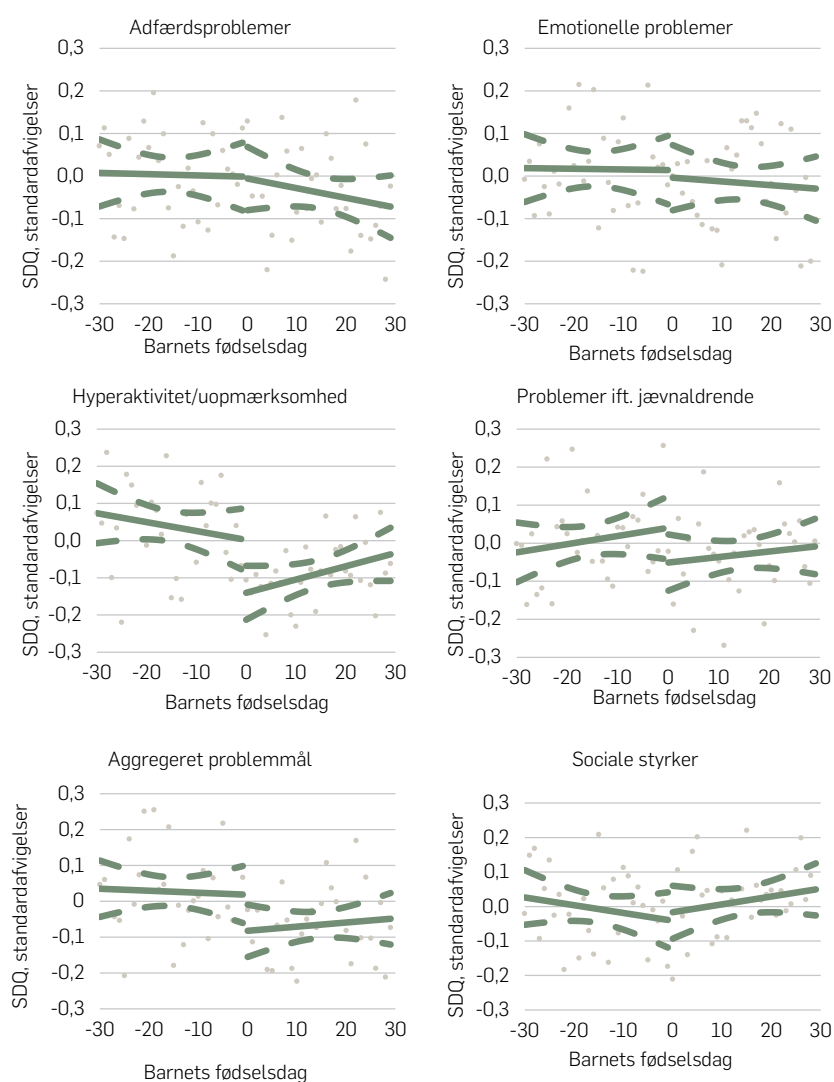 Adfærdsproblemer
SDQ, standardafvigelser
0,3
0,2
0,1
0,0
-0,1
-0,2
-0,3
-30 -20 -10 0 10 20 30
Barnets fødselsdag
Emotionelle problemer
SDQ, standardafvigelser
0,3
0,2
0,1
0,0
-0,1
-0,2
-0,3
-30 -20 -10 0 10 20 30
Barnets fødselsdag
Hyperaktivitet/uopmærksomhed
SDQ, standardafvigelser
0,3
0,2
0,1
0,0
-0,1
-0,2
-0,3
-30 -20 -10 0 10 20 30
Barnets fødselsdag
Problemer ift. jævnaldrende
SDQ, standardafvigelser
0,3
0,2
0,1
0,0
-0,1
-0,2
-0,3
-30 -20 -10 0 10 20 30
Barnets fødselsdag
Aggregeret problemmål
SDQ, standardafvigelser
0,3
0,2
0,1
0
-0,1
-0,2
-0,3
-30 -20 -10 0 10 20 30
Barnets fødselsdag
Sociale styrker
SDQ, standardafvigelser
0,3
0,2
0,1
0,0
-0,1
-0,2
-0,3
-30 -20 -10 0 10 20 30
Barnets fødselsdag